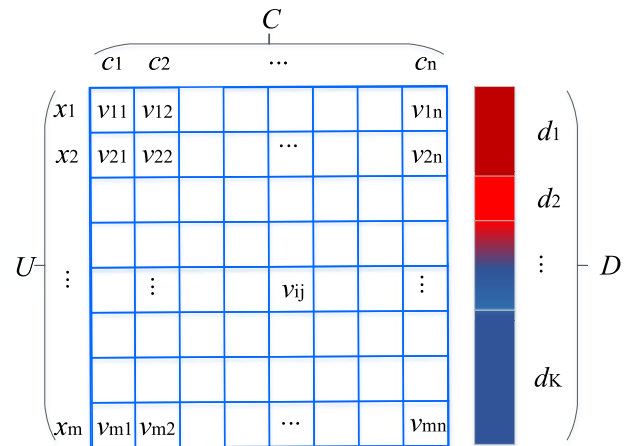 C
c1 c2 ... cn
x1 v11 v12 v1n d1
x2 v21 v22 ... v2n d2
U ⋮ ⋮ vij ⋮ ⋮ D
dK
xm vm1 vm2 ... vmn